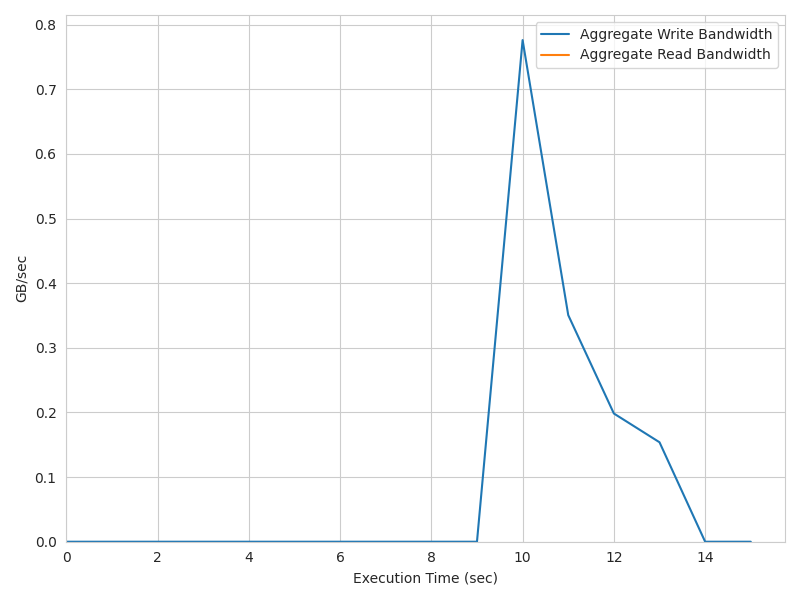 0.8
0.7
0.6
0.5
0.4
0.3
0.2
0.1
0.0
GB/sec
0 2 4 6 8 10 12 14
Execution Time (sec)
Aggregate Write Bandwidth
Aggregate Read Bandwidth